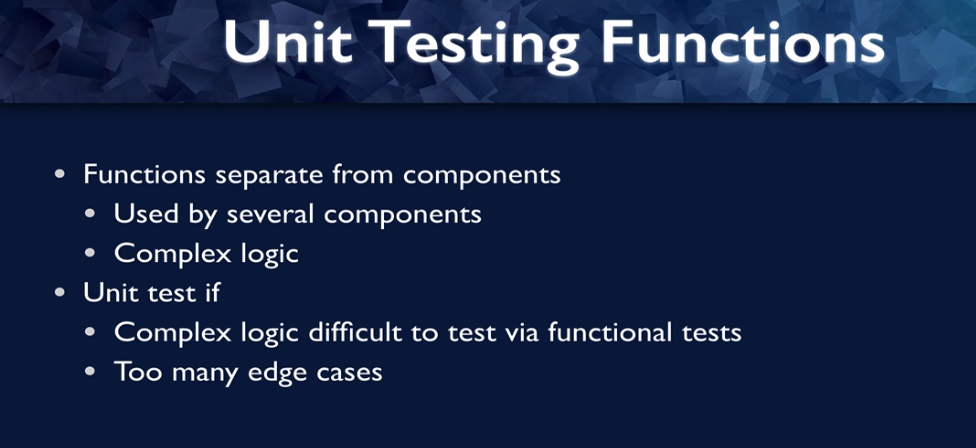 Unit Testing Functions
• Functions separate from components
• Used by several components
• Complex logic
• Unit test if
• Complex logic difficult to test via functional tests
• Too many edge cases